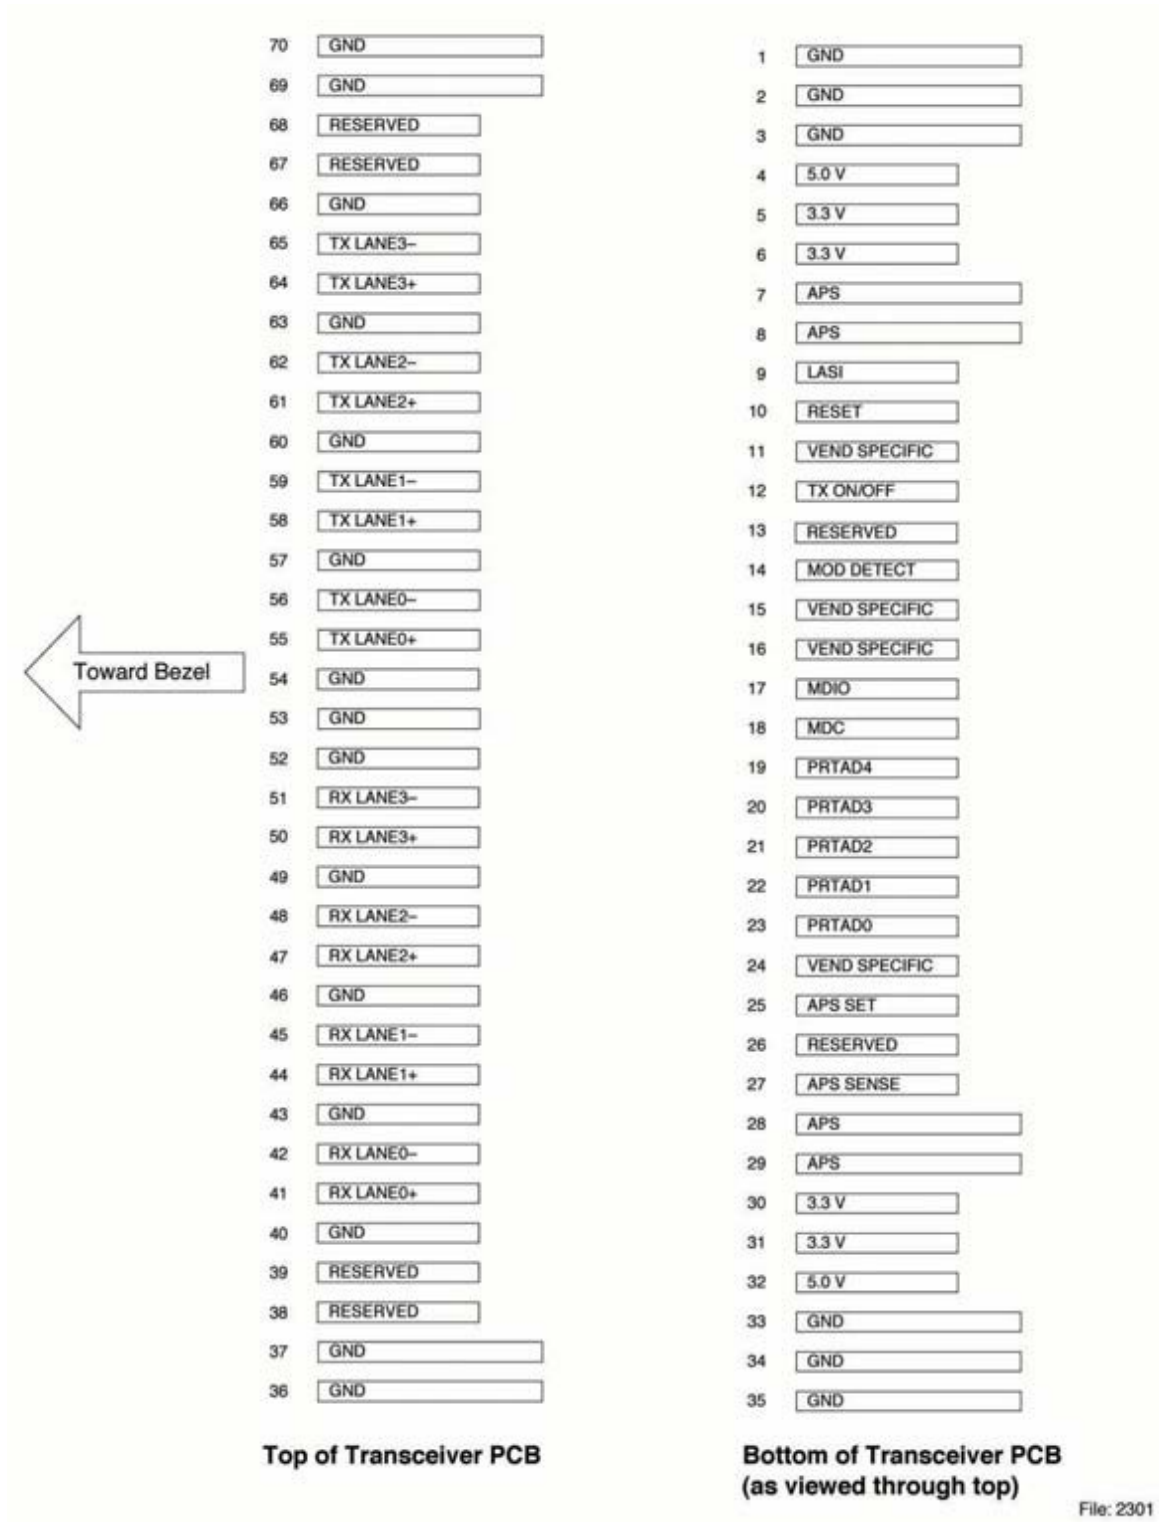 70 GND
69 GND
68 RESERVED
67 RESERVED
66 GND
65 TX LANE3–
64 TX LANE3+
63 GND
62 TX LANE2–
61 TX LANE2+
60 GND
59 TX LANE1–
58 TX LANE1+
57 GND
56 TX LANE0–
55 TX LANE0+
Toward Bezel
54 GND
53 GND
52 GND
51 RX LANE3–
50 RX LANE3+
49 GND
48 RX LANE2–
47 RX LANE2+
46 GND
45 RX LANE1–
44 RX LANE1+
43 GND
42 RX LANE0–
41 RX LANE0+
40 GND
39 RESERVED
38 RESERVED
37 GND
36 GND
Top of Transceiver PCB
1 GND
2 GND
3 GND
4 5.0 V
5 3.3 V
6 3.3 V
7 APS
8 APS
9 LASI
10 RESET
11 VEND SPECIFIC
12 TX ON/OFF
13 RESERVED
14 MOD DETECT
15 VEND SPECIFIC
16 VEND SPECIFIC
17 MDIO
18 MDC
19 PRTAD4
20 PRTAD3
21 PRTAD2
22 PRTAD1
23 PRTAD0
24 VEND SPECIFIC
25 APS SET
26 RESERVED
27 APS SENSE
28 APS
29 APS
30 3.3 V
31 3.3 V
32 5.0 V
33 GND
34 GND
35 GND
Bottom of Transceiver PCB
(as viewed through top)
File: 2301